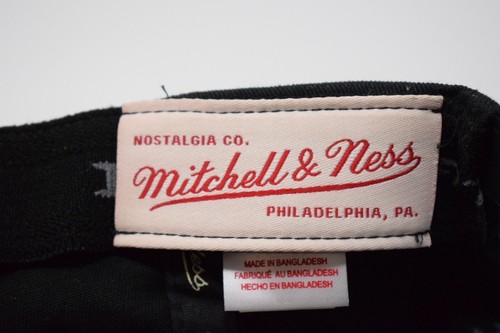 NOSTALGIA CO.
Mitchell & Ness
PHILADELPHIA, PA.
MADE IN BANGLADESH
FABRIQUÉ AU BANGLADESH
HECHO EN BANGLADESH